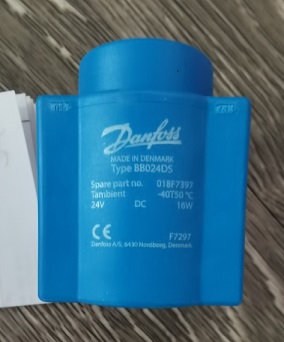 Danfoss
MADE IN DENMARK
Type BB024DS
Spare part no. 018F7397
Tambient -40T50 °C
24V DC 16W
CE F7297
Danfoss A/S, 6430 Nordborg, Denmark